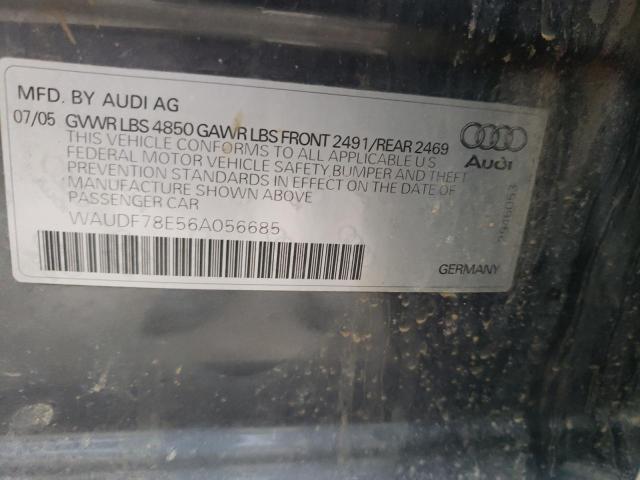 MFD. BY AUDI AG
07/05 GVWR LBS 4850 GAWR LBS FRONT 2491/REAR 2469
THIS VEHICLE CONFORMS TO ALL APPLICABLE U S
FEDERAL MOTOR VEHICLE SAFETY BUMPER AND THEFT
PREVENTION STANDARDS IN EFFECT ON THE DATE OF
MANUFACTURE SHOWN ABOVE
PASSENGER CAR
WAUDF78E56A056685
Audi
3946053
GERMANY